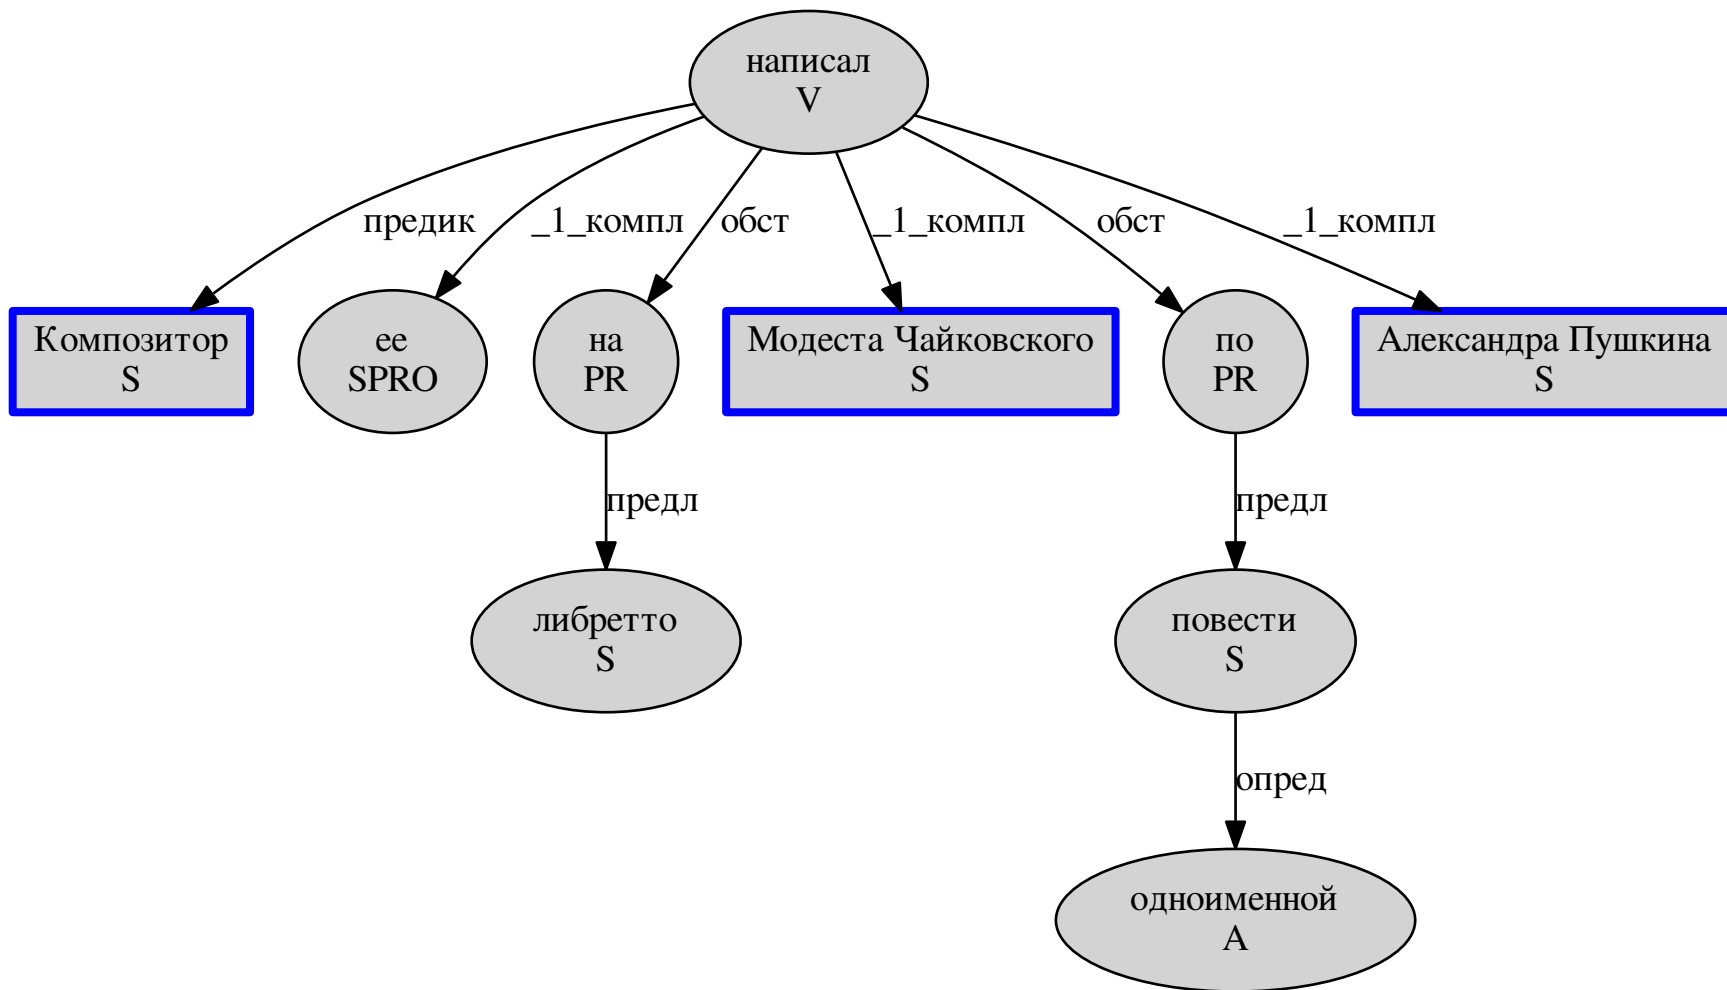 написал
V
предик
_1_компл
обст
_1_компл
обст
_1_компл
Композитор
S
ее
SPRO
на
PR
Модеста Чайковского
S
по
PR
Александра Пушкина
S
предл
предл
либретто
S
повести
S
опред
одноименной
A